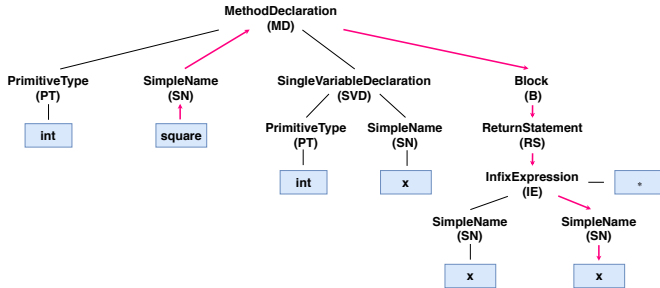 MethodDeclaration
(MD)
PrimitiveType
(PT)
SimpleName
(SN)
SingleVariableDeclaration
(SVD)
Block
(B)
int
square
PrimitiveType
(PT)
SimpleName
(SN)
ReturnStatement
(RS)
int
x
InfixExpression
(IE)
*
SimpleName
(SN)
SimpleName
(SN)
x
x